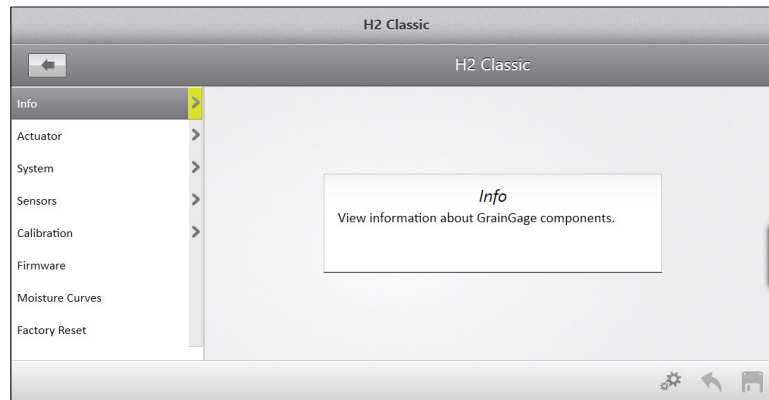 H2 Classic
H2 Classic
Info
Actuator
System
Sensors
Calibration
Firmware
Moisture Curves
Factory Reset
Info
View information about GrainGage components.